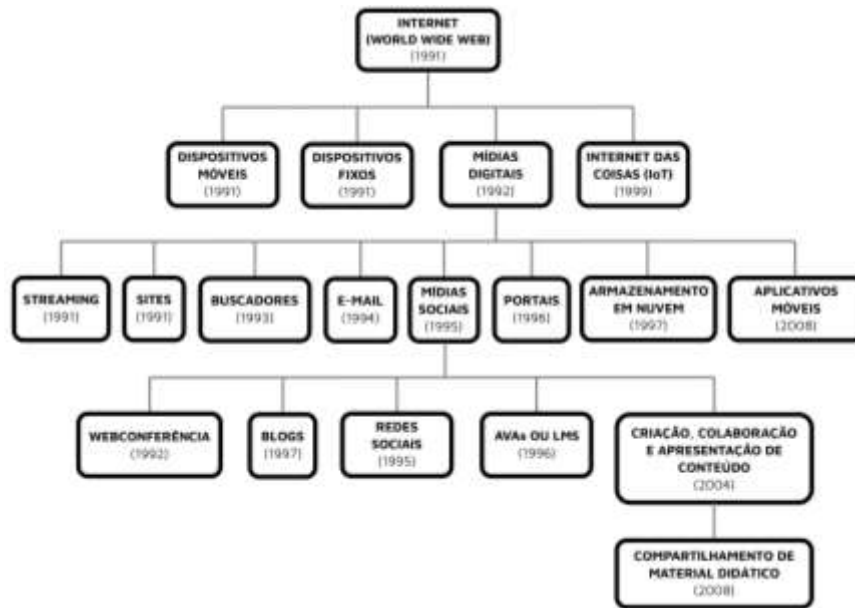 INTERNET
(WORLD WIDE WEB)
(1991)
DISPOSITIVOS
MÓVEIS
(1991)
DISPOSITIVOS
FIXOS
(1991)
MÍDIAS
DIGITAIS
(1992)
INTERNET DAS
COISAS (IoT)
(1999)
STREAMING
(1991)
SITES
(1991)
BUSCADORES
(1993)
E-MAIL
(1994)
MÍDIAS
SOCIAIS
(1995)
PORTAIS
(1996)
ARMAZENAMENTO
EM NUVEM
(1997)
APLICATIVOS
MÓVEIS
(2008)
WEBCONFERÊNCIA
(1992)
BLOGS
(1997)
REDES
SOCIAIS
(1995)
AVAs OU LMS
(1996)
CRIAÇÃO, COLABORAÇÃO
E APRESENTAÇÃO DE
CONTEÚDO
(2004)
COMPARTILHAMENTO DE
MATERIAL DIDÁTICO
(2008)